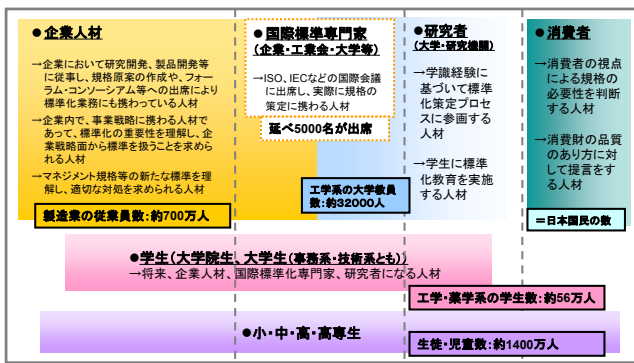 ●企業人材
→企業において研究開発、製品開発等
に従事し、規格原案の作成や、フォー
ラム・コンソーシアム等への出席により
標準化業務にも携わっている人材
→企業内で、事業戦略に携わる人材で
あって、標準化の重要性を理解し、企
業戦略面から標準を扱うことを求めら
れる人材
→マネジメント規格等の新たな標準を
理解し、適切な対処を求められる人材
製造業の従業員数：約700万人
●国際標準専門家
（企業・工業会・大学等）
→ISO、IECなどの国際会議
に出席し、実際に規格の
策定に携わる人材
延べ5000名が出席
●研究者
（大学・研究機関）
→学識経験に
基づいて標準
化策定プロセ
スに参画する
人材
→学生に標準
化教育を実施
する人材
工学系の大学教員
数：約32000人
●消費者
→消費者の視点
による規格の
必要性を判断
する人材
→消費財の品質
のあり方に対
して提言をす
る人材
＝日本国民の数
●学生（大学院生、大学生（事務系・技術系とも））
→将来、企業人材、国際標準化専門家、研究者になる人材
工学・薬学系の学生数：約56万人
●小・中・高・高専生
生徒・児童数：約1400万人